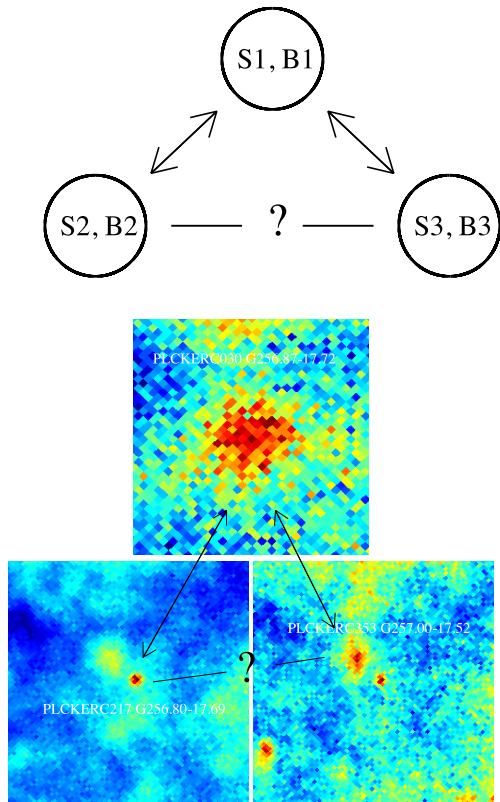 S1, B1
S2, B2 ? S3, B3
PLCKERC030 G256.87-17.72
PLCKERC353 G257.00-17.52
?
PLCKERC217 G256.80-17.69